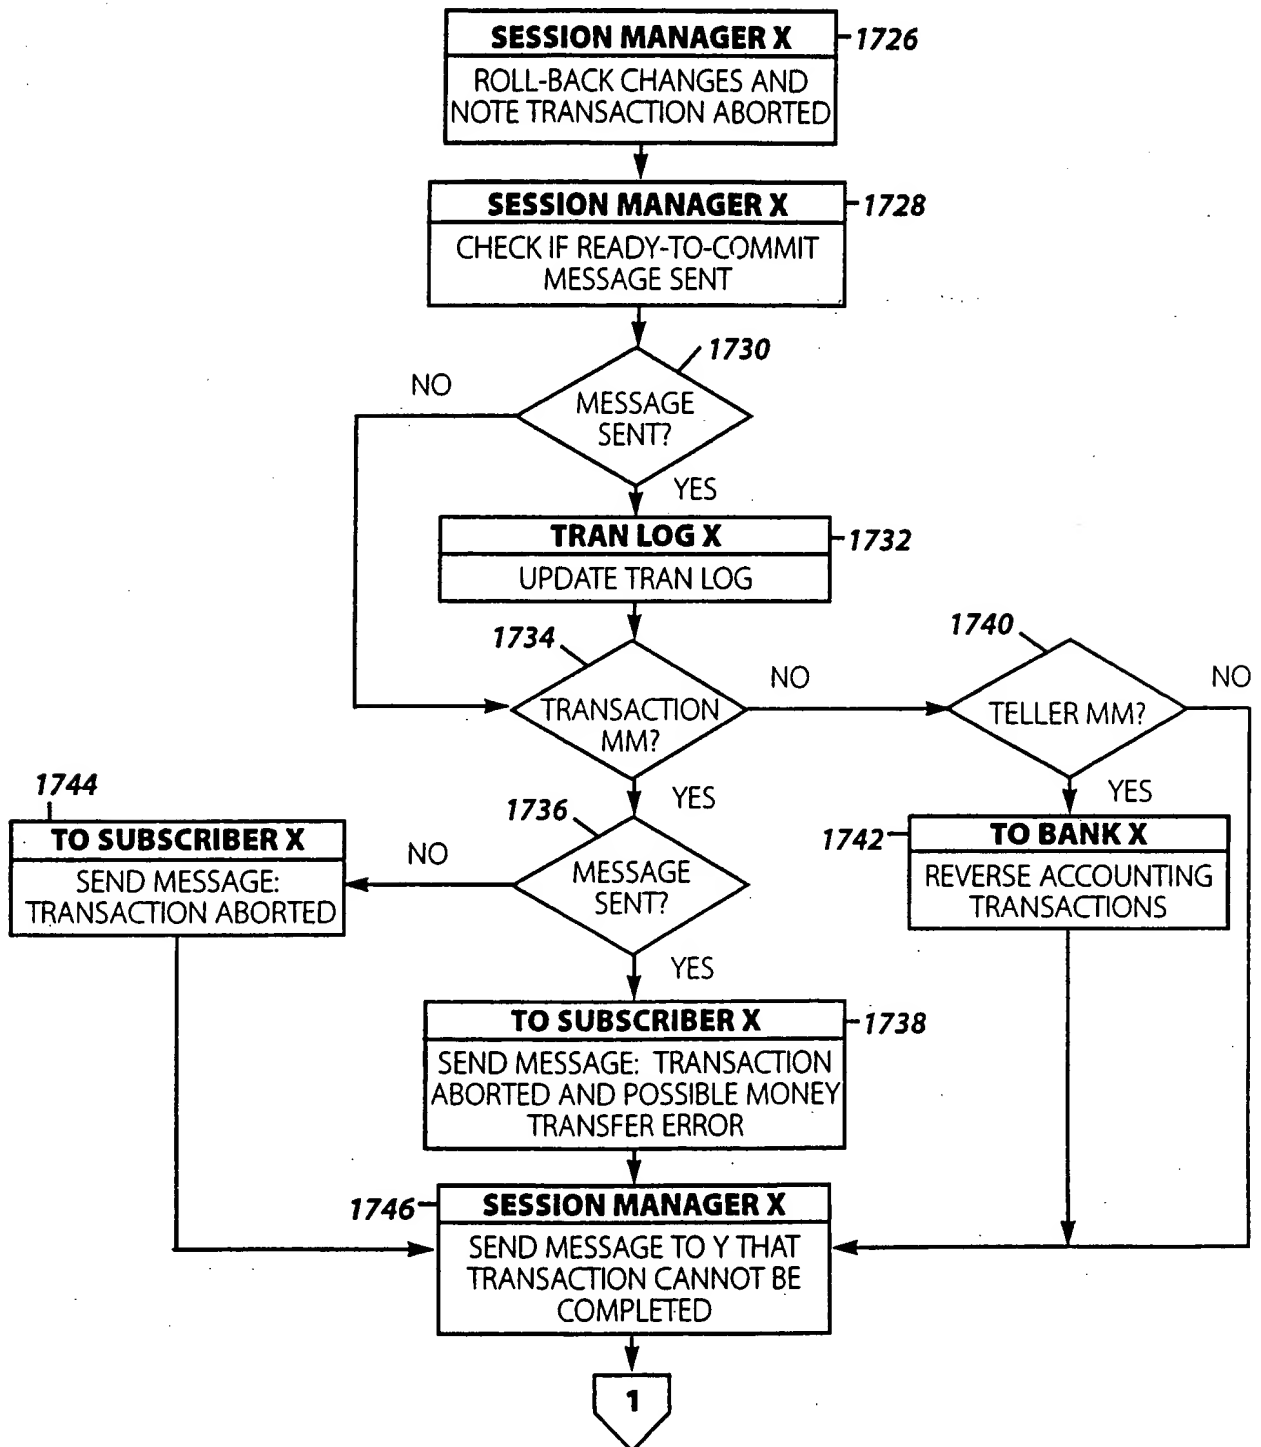 SESSION MANAGER X
1726
ROLL-BACK CHANGES AND
NOTE TRANSACTION ABORTED
SESSION MANAGER X
1728
CHECK IF READY-TO-COMMIT
MESSAGE SENT
1730
NO
MESSAGE
SENT?
YES
TRAN LOG X
1732
UPDATE TRAN LOG
1734
1740
NO
NO
TRANSACTION
MM?
TELLER MM?
1744
YES
YES
1736
TO SUBSCRIBER X
NO
1742
TO BANK X
SEND MESSAGE:
TRANSACTION ABORTED
MESSAGE
SENT?
REVERSE ACCOUNTING
TRANSACTIONS
YES
TO SUBSCRIBER X
1738
SEND MESSAGE: TRANSACTION
ABORTED AND POSSIBLE MONEY
TRANSFER ERROR
1746
SESSION MANAGER X
SEND MESSAGE TO Y THAT
TRANSACTION CANNOT BE
COMPLETED
1